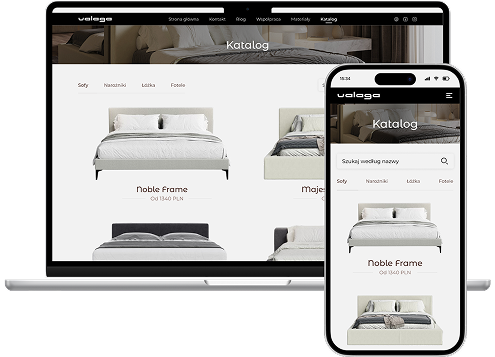 valago
Strona główna Kontakt Blog Współpraca Materiały Katalog
Katalog
Sofy Narożniki Łóżka Fotele
S
Noble Frame
Od 1340 PLN
Majes
O
15:34
valago
Katalog
Szukaj według nazwy
Sofy Narożniki Łóżka Fotele
Noble Frame
Od 1340 PLN